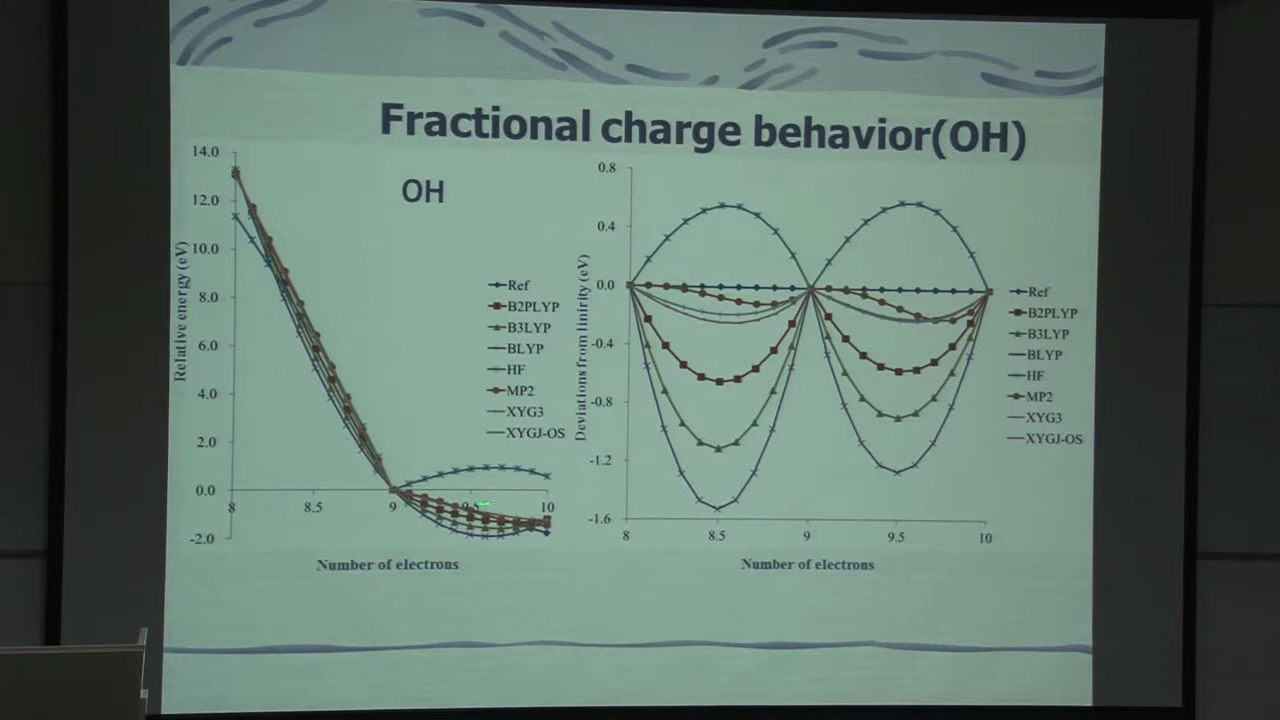 Fractional charge behavior(OH)
OH
Relative energy (eV)
14.0
12.0
10.0
8.0
6.0
4.0
2.0
0.0
-2.0
8
8.5
9
10
Number of electrons
Ref
B2PLYP
B3LYP
BLYP
HF
MP2
XYG3
XYGJ-OS
Deviations from linirity (eV)
0.8
0.4
0.0
-0.4
-0.8
-1.2
-1.6
8
8.5
9
9.5
10
Number of electrons
Ref
B2PLYP
B3LYP
BLYP
HF
MP2
XYG3
XYGJ-OS